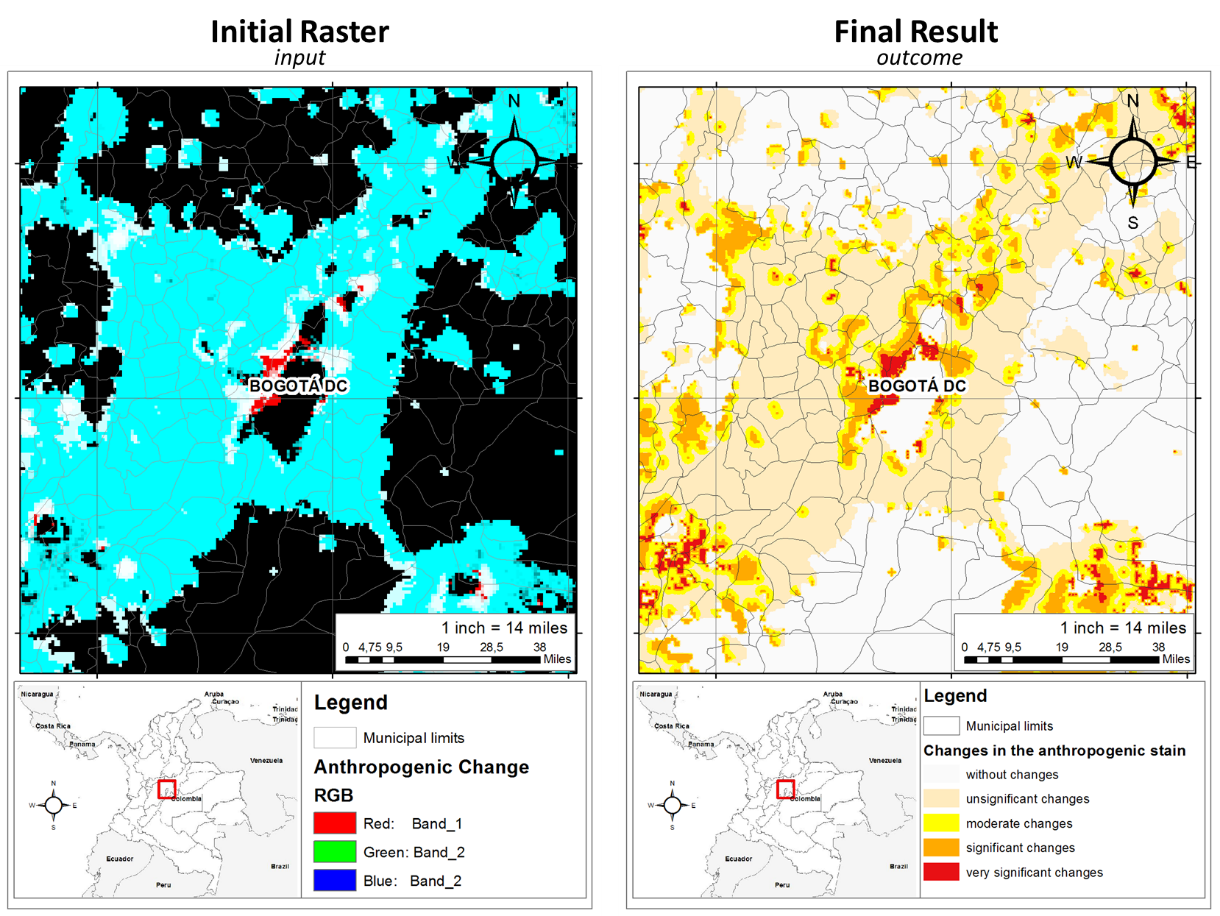 Initial Raster
input
N
W
BOGOTÁ DC
1 inch = 14 miles
0 4,75 9,5 19 28,5 38
Miles
Nicaragua
Costa Rica
Panama
Aruba
Curaçao
Trinidad
Trinidad
Venezuela
Colombia
N
W E
S
Ecuador
Peru
Brazil
Legend
Municipal limits
Anthropogenic Change
RGB
Red: Band_1
Green: Band_2
Blue: Band_2
Final Result
outcome
N
W E
S
BOGOTÁ DC
1 inch = 14 miles
0 4,75 9,5 19 28,5 38
Miles
Nicaragua
Costa Rica
Panama
Aruba
Curaçao
Trinidad
Trinidad
Venezuela
Colombia
N
W E
S
Ecuador
Peru
Brazil
Legend
Municipal limits
Changes in the anthropogenic stain
without changes
unsignificant changes
moderate changes
significant changes
very significant changes